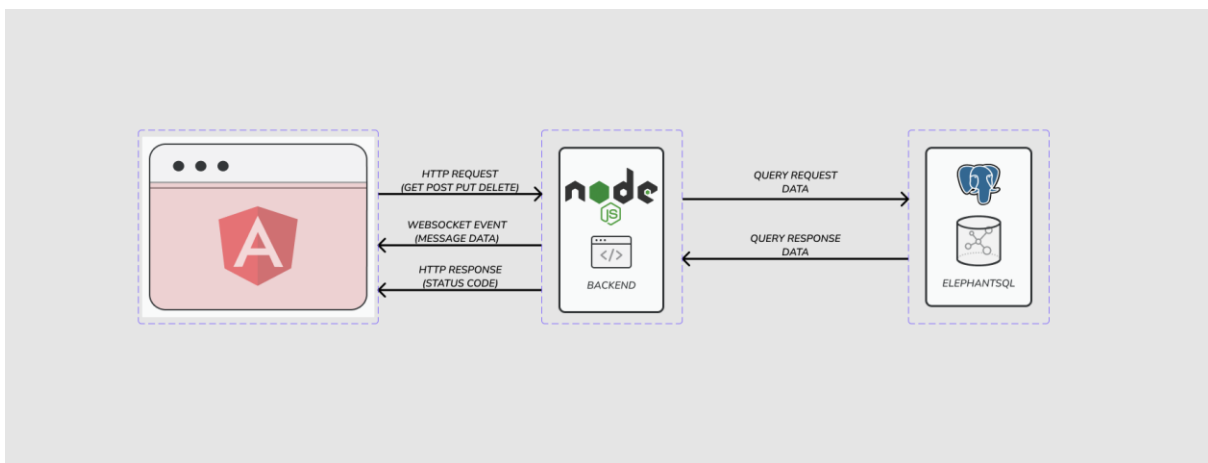 HTTP REQUEST
(GET POST PUT DELETE)
WEBSOCKET EVENT
(MESSAGE DATA)
HTTP RESPONSE
(STATUS CODE)
node
JS
</>
BACKEND
QUERY REQUEST
DATA
QUERY RESPONSE
DATA
ELEPHANTSQL